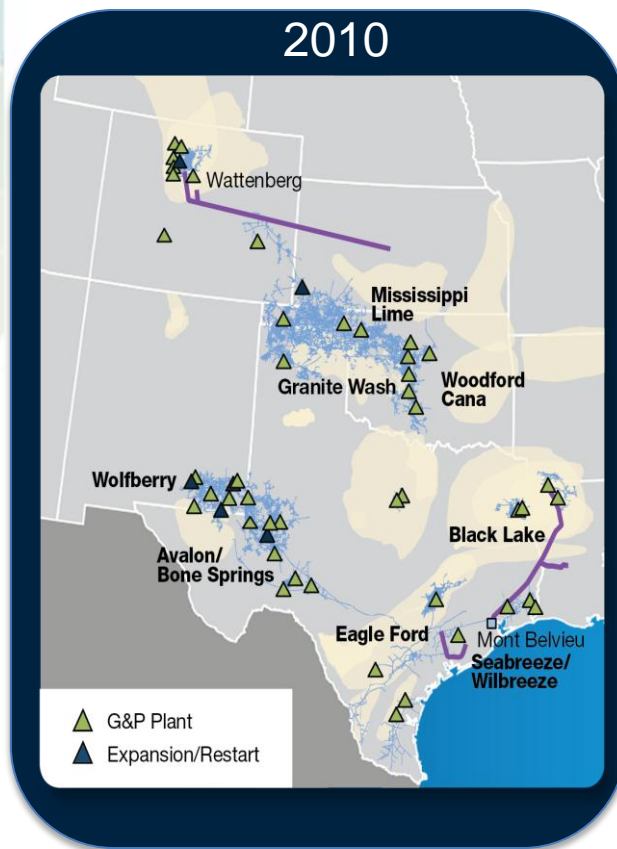 2010
Wattenberg
Mississippi
Lime
Granite Wash
Woodford
Cana
Wolfberry
Black Lake
Avalon/
Bone Springs
Eagle Ford
Mont Belvieu
Seabreeze/
Wilbreeze
G&P Plant
Expansion/Restart